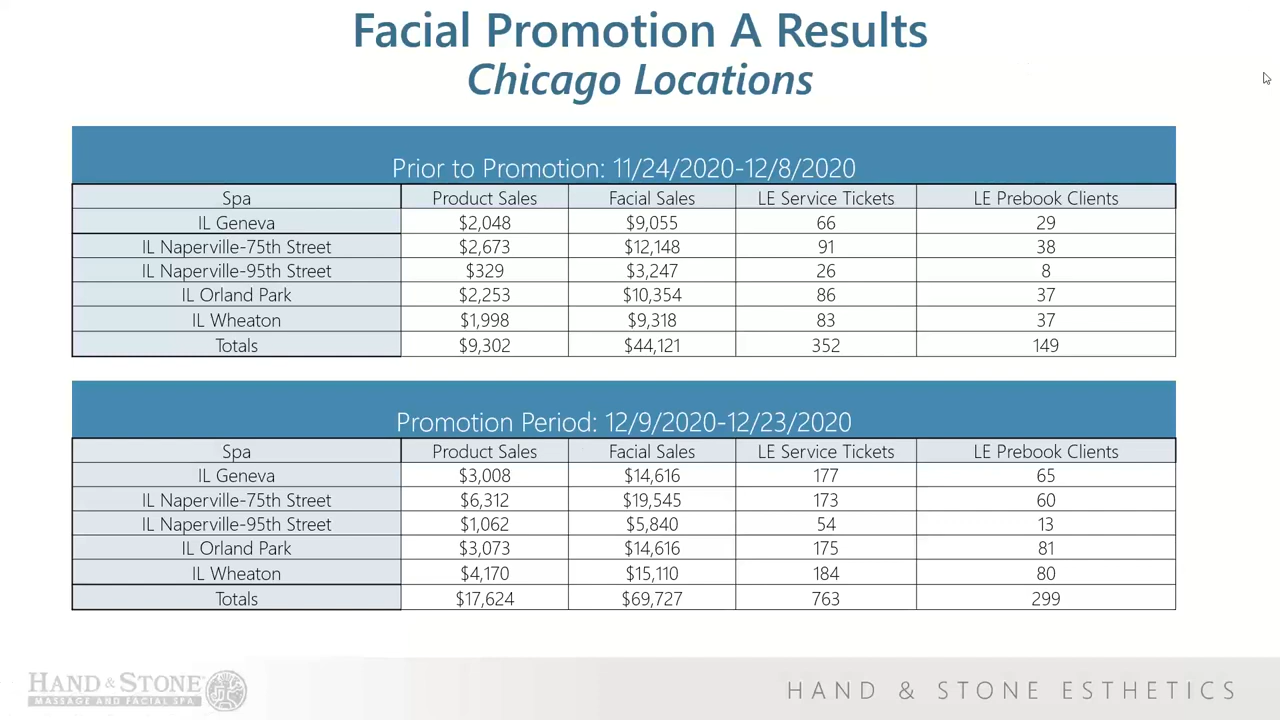 Facial Promotion A Results
Chicago Locations
Prior to Promotion: 11/24/2020-12/8/2020
Spa Product Sales Facial Sales LE Service Tickets LE Prebook Clients
IL Geneva $2,048 $9,055 66 29
IL Naperville-75th Street $2,673 $12,148 91 38
IL Naperville-95th Street $329 $3,247 26 8
IL Orland Park $2,253 $10,354 86 37
IL Wheaton $1,998 $9,318 83 37
Totals $9,302 $44,121 352 149
Promotion Period: 12/9/2020-12/23/2020
Spa Product Sales Facial Sales LE Service Tickets LE Prebook Clients
IL Geneva $3,008 $14,616 177 65
IL Naperville-75th Street $6,312 $19,545 173 60
IL Naperville-95th Street $1,062 $5,840 54 13
IL Orland Park $3,073 $14,616 175 81
IL Wheaton $4,170 $15,110 184 80
Totals $17,624 $69,727 763 299
HAND & STONE
MASSAGE AND FACIAL SPA
HAND & STONE ESTHETICS